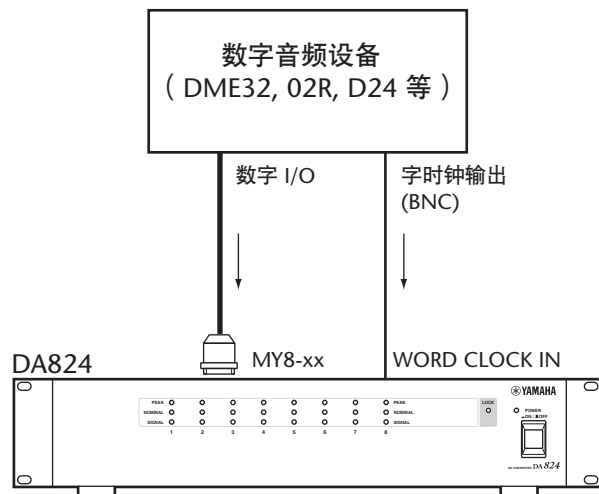 数字音频设备
（ DME32, 02R, D24 等 ）
数字 I/O
字时钟输出
(BNC)
DA824
MY8-xx
WORD CLOCK IN
YAMAHA
PEAK
PEAK
LOCK
NOMINAL
NOMINAL
SIGNAL
SIGNAL
1 2 3 4 5 6 7 8
POWER
ON / OFF
DA824